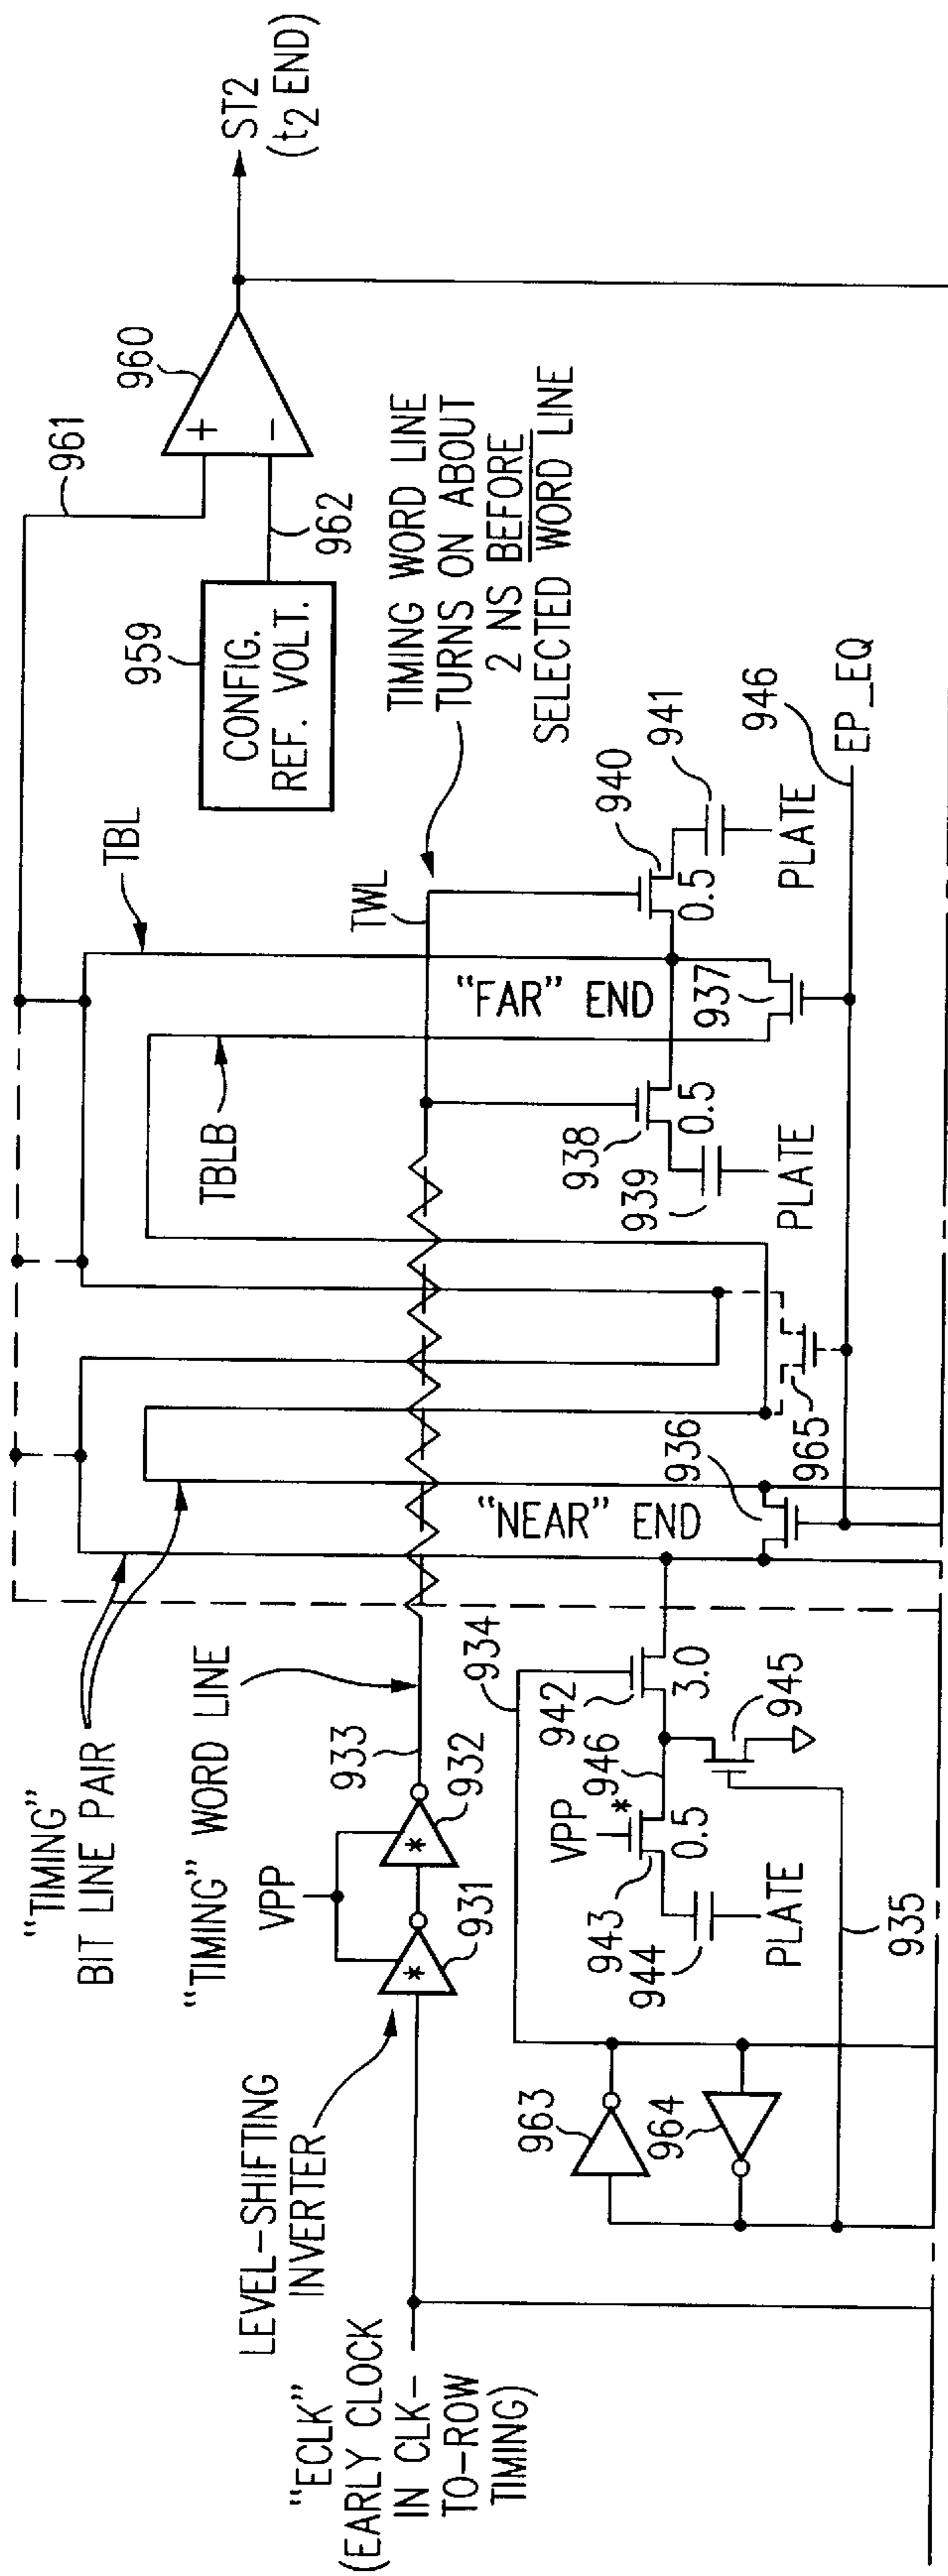 "TIMING"
BIT LINE PAIR
"TIMING" WORD LINE
VPP
933
932
931
*
*
LEVEL-SHIFTING
INVERTER
"ECLK"
(EARLY CLOCK
IN CLK-
TO-ROW
TIMING)
963
964
934
942
3.0
946
945
VPP
*
0.5
943
944
PLATE
935
"NEAR" END
936
965
TBLB
TBL
"FAR" END
937
938
0.5
939
PLATE
TWL
940
0.5
941
PLATE
946
EP_EQ
TIMING WORD LINE
TURNS ON ABOUT
2 NS BEFORE
SELECTED WORD LINE
959
CONFIG.
REF. VOLT.
962
961
960
+
-
ST2
(t2 END)